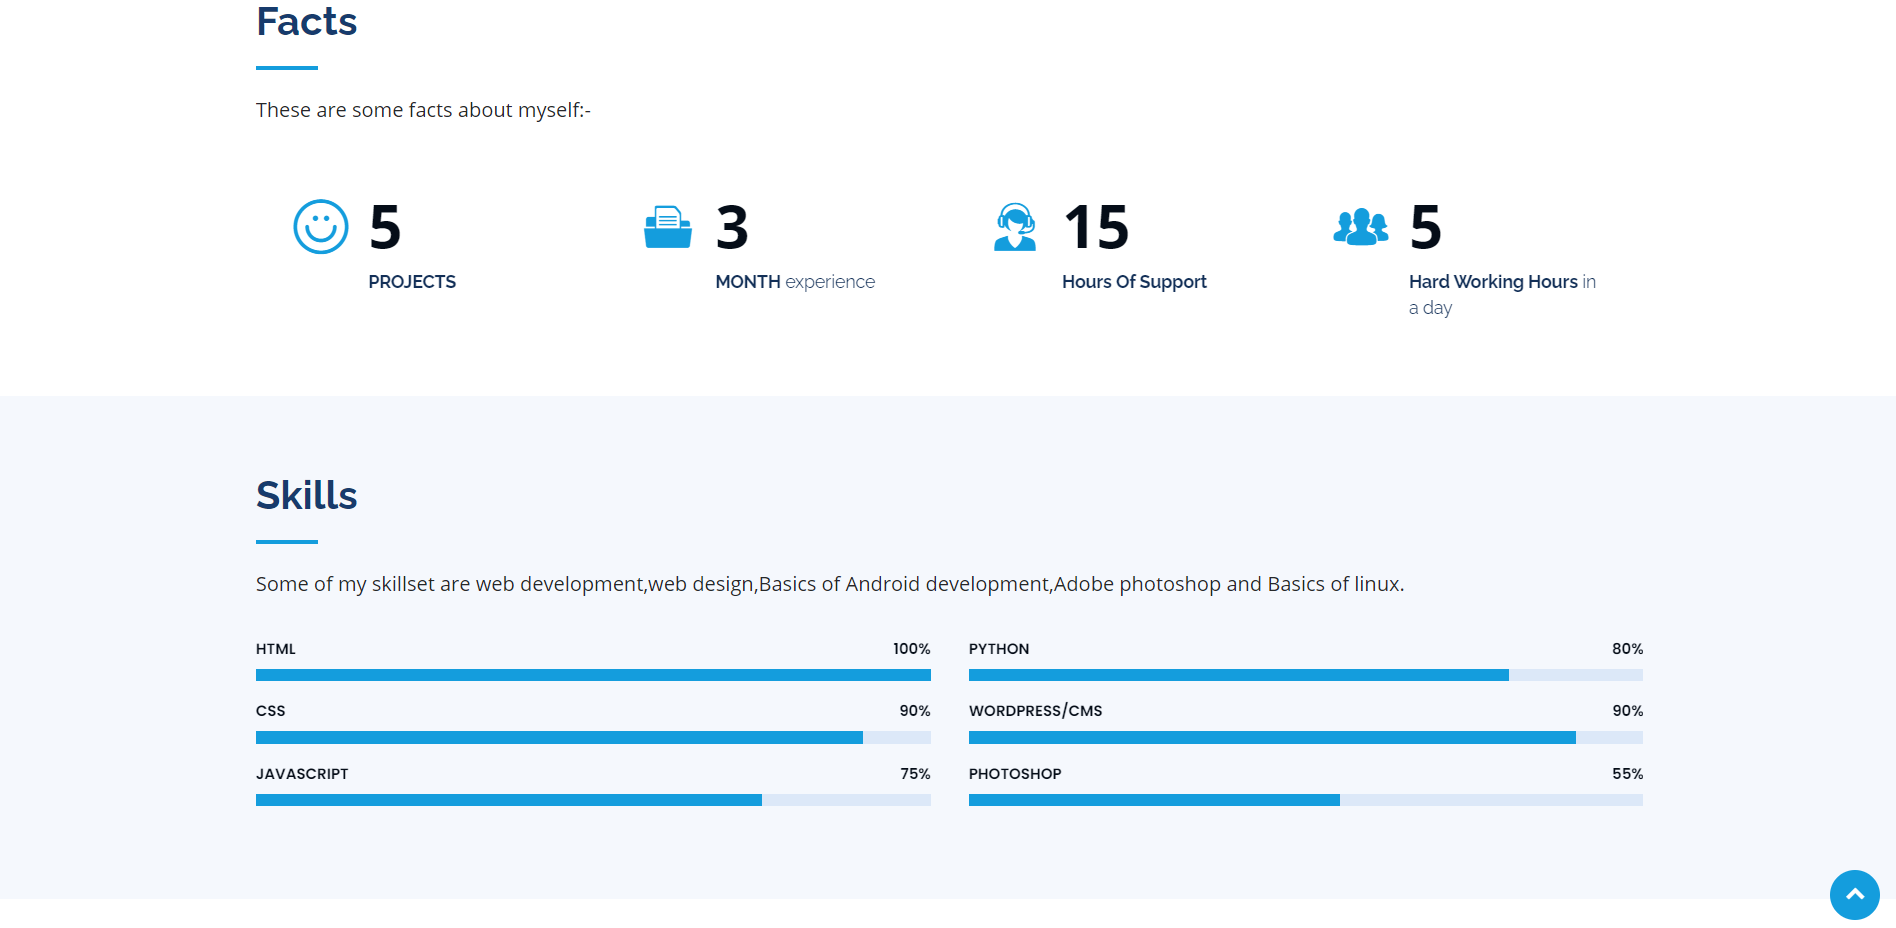 Facts
These are some facts about myself:-
5
PROJECTS
3
MONTH experience
15
Hours Of Support
5
Hard Working Hours in
a day
Skills
Some of my skillset are web development,web design,Basics of Android development,Adobe photoshop and Basics of linux.
HTML 100%
PYTHON 80%
CSS 90%
WORDPRESS/CMS 90%
JAVASCRIPT 75%
PHOTOSHOP 55%